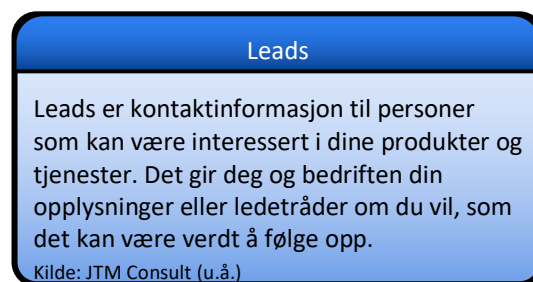 Leads
Leads er kontaktinformasjon til personer
som kan være interessert i dine produkter og
tjenester. Det gir deg og bedriften din
opplysninger eller ledetråder om du vil, som
det kan være verdt å følge opp.
Kilde: JTM Consult (u.å.)